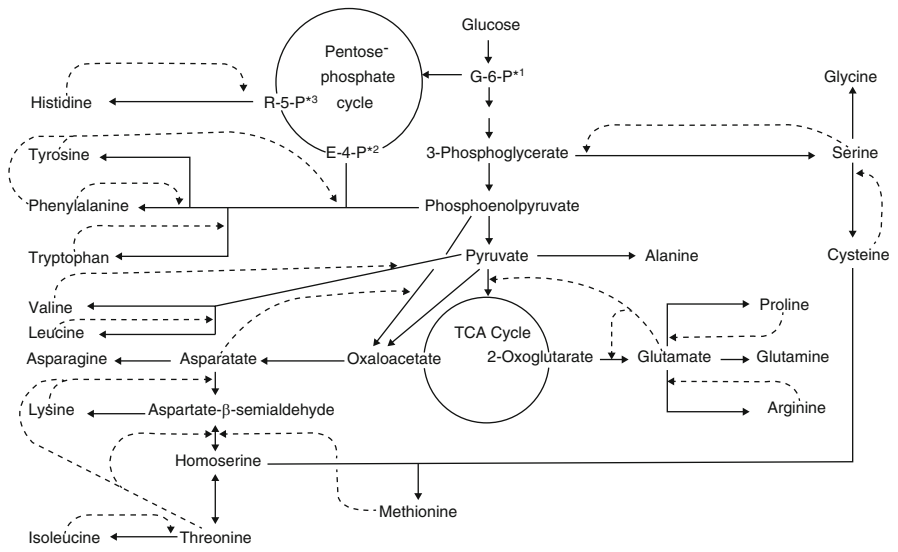 Glucose
Pentose-
phosphate
cycle
G-6-P*1
Glycine
Histidine
R-5-P*3
Tyrosine
E-4-P*2
3-Phosphoglycerate
Serine
Phenylalanine
Phosphoenolpyruvate
Tryptophan
Pyruvate
Alanine
Cysteine
Valine
Proline
Leucine
TCA Cycle
Asparagine
Asparatate
Oxaloacetate
2-Oxoglutarate
Glutamate
Glutamine
Lysine
Aspartate-β-semialdehyde
Arginine
Homoserine
Methionine
Isoleucine
Threonine